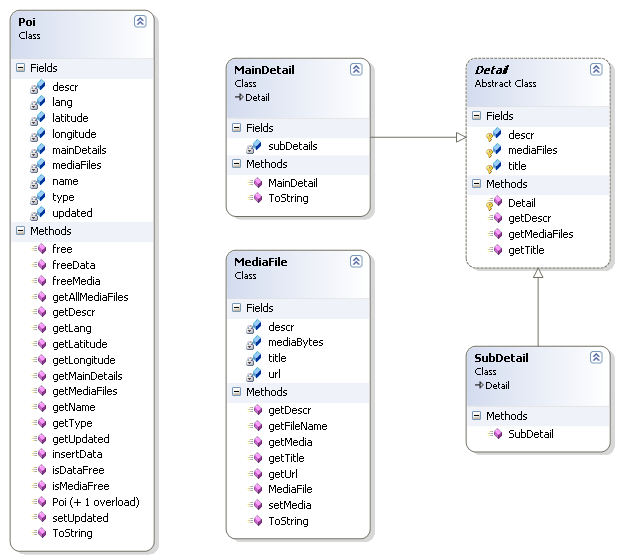 Poi
Class
Fields
descr
lang
latitude
longitude
mainDetails
mediaFiles
name
type
updated
Methods
free
freeData
freeMedia
getAllMediaFiles
getDescr
getLang
getLatitude
getLongitude
getMainDetails
getMediaFiles
getName
getType
getUpdated
insertData
isDataFree
isMediaFree
Poi (+ 1 overload)
setUpdated
ToString
MainDetail
Class
Detail
Fields
subDetails
Methods
MainDetail
ToString
MediaFile
Class
Fields
descr
mediaBytes
title
url
Methods
getDescr
getFileName
getMedia
getTitle
getUrl
MediaFile
setMedia
ToString
Detail
Abstract Class
Fields
descr
mediaFiles
title
Methods
Detail
getDescr
getMediaFiles
getTitle
SubDetail
Class
Detail
Methods
SubDetail